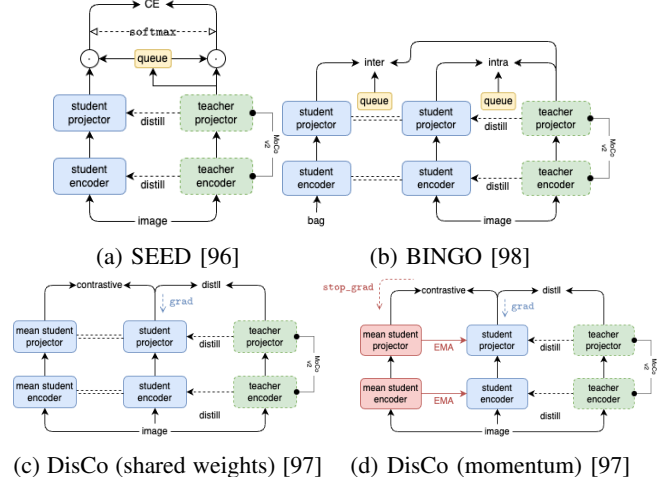 CE
softmax
queue
student projector
teacher projector
distill
MoCo v2
student encoder
teacher encoder
distill
image
(a) SEED [96]
inter
intra
queue
queue
student projector
student projector
teacher projector
distill
MoCo v2
student encoder
student encoder
teacher encoder
distill
bag
image
(b) BINGO [98]
contrastive
distll
grad
mean student projector
student projector
teacher projector
distill
MoCo v2
mean student encoder
student encoder
teacher encoder
distill
image
(c) DisCo (shared weights) [97]
stop_grad
contrastive
distll
grad
mean student projector
EMA
student projector
teacher projector
distill
MoCo v2
mean student encoder
EMA
student encoder
teacher encoder
distill
image
(d) DisCo (momentum) [97]